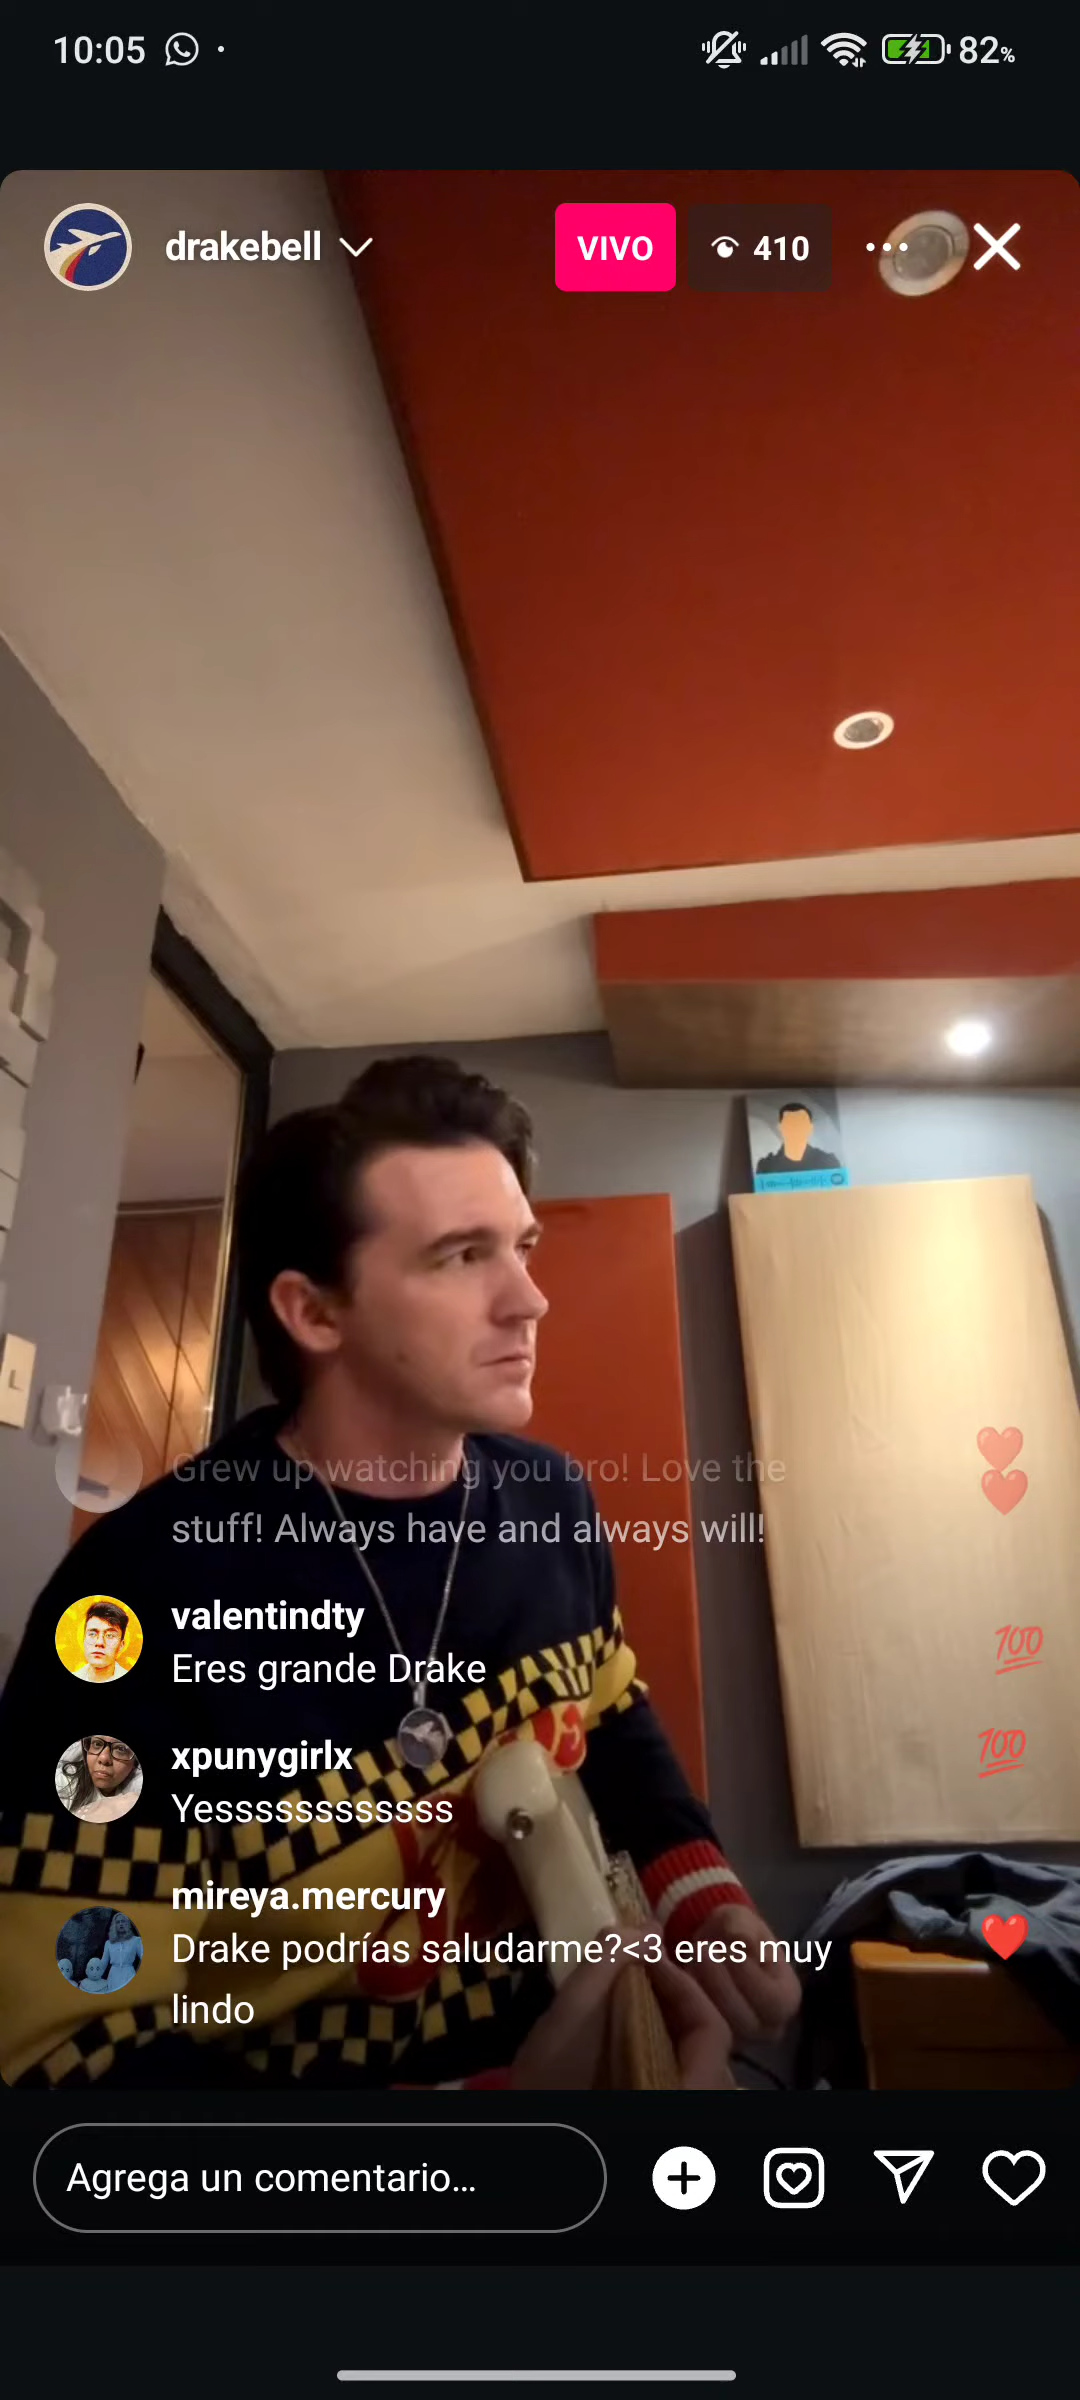 10:05
82%
drakebell
VIVO
410
Grew up watching you bro! Love the
stuff! Always have and always will!
valentindty
Eres grande Drake
xpunygirlx
Yessssssssssss
mireya.mercury
Drake podrías saludarme?<3 eres muy
lindo
Agrega un comentario...